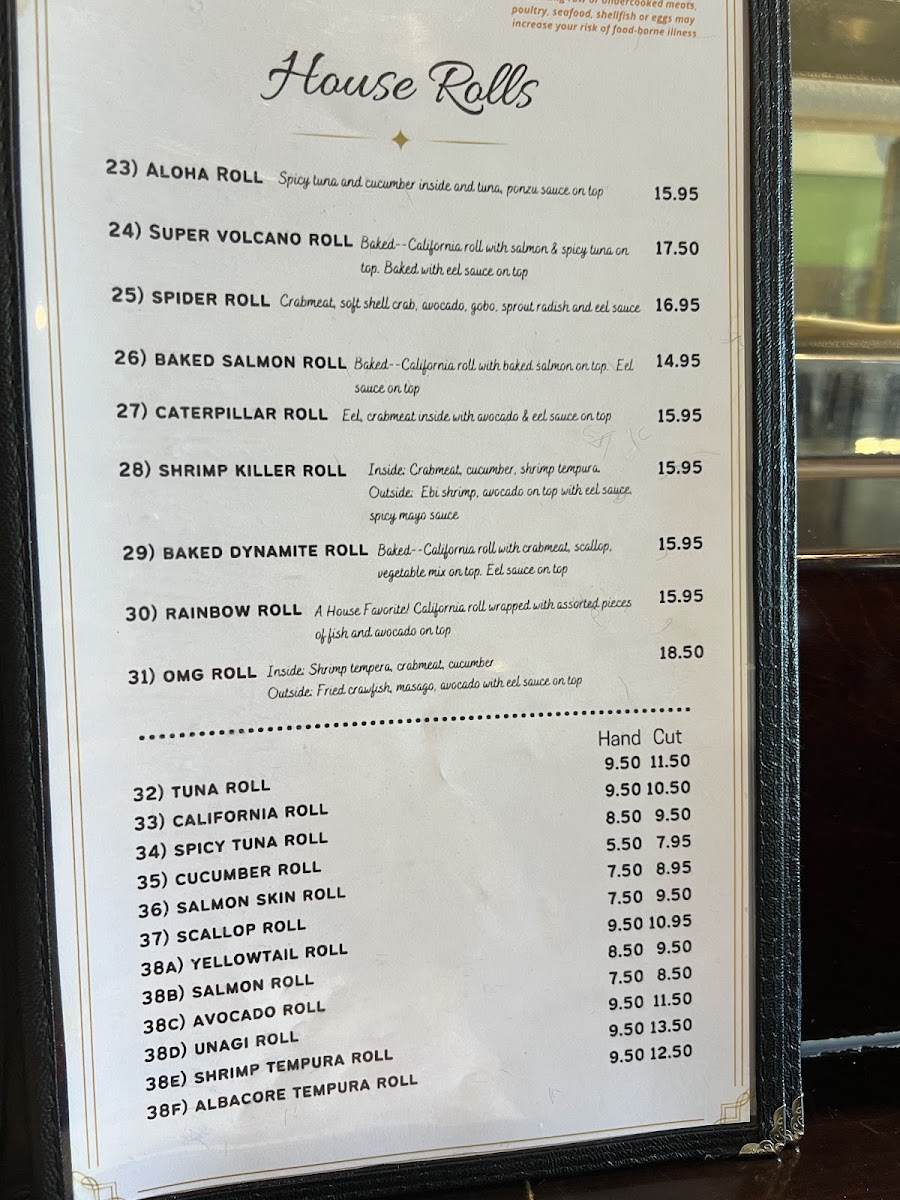 undercooked meats,
poultry, seafood, shellfish or eggs may
increase your risk of food-borne illness
House Rolls
23) ALOHA ROLL Spicy tuna and cucumber inside and tuna, ponzu sauce on top 15.95
24) SUPER VOLCANO ROLL Baked--California roll with salmon & spicy tuna on 17.50
top. Baked with eel sauce on top
25) SPIDER ROLL Crabmeat, soft shell crab, avocado, gobo, sprout radish and eel sauce 16.95
26) BAKED SALMON ROLL Baked--California roll with baked salmon on top. Eel 14.95
sauce on top
27) CATERPILLAR ROLL Eel, crabmeat inside with avocado & eel sauce on top 15.95
28) SHRIMP KILLER ROLL Inside: Crabmeat, cucumber, shrimp tempura. 15.95
Outside: Ebi shrimp, avocado on top with eel sauce,
spicy mayo sauce
29) BAKED DYNAMITE ROLL Baked--California roll with crabmeat, scallop, 15.95
vegetable mix on top. Eel sauce on top
30) RAINBOW ROLL A House Favorite! California roll wrapped with assorted pieces 15.95
of fish and avocado on top
31) OMG ROLL Inside: Shrimp tempera, crabmeat, cucumber 18.50
Outside: Fried crawfish, masago, avocado with eel sauce on top
Hand Cut
32) TUNA ROLL 9.50 11.50
33) CALIFORNIA ROLL 9.50 10.50
34) SPICY TUNA ROLL 8.50 9.50
35) CUCUMBER ROLL 5.50 7.95
36) SALMON SKIN ROLL 7.50 8.95
37) SCALLOP ROLL 7.50 9.50
38A) YELLOWTAIL ROLL 9.50 10.95
38B) SALMON ROLL 8.50 9.50
38C) AVOCADO ROLL 7.50 8.50
38D) UNAGI ROLL 9.50 11.50
38E) SHRIMP TEMPURA ROLL 9.50 13.50
38F) ALBACORE TEMPURA ROLL 9.50 12.50